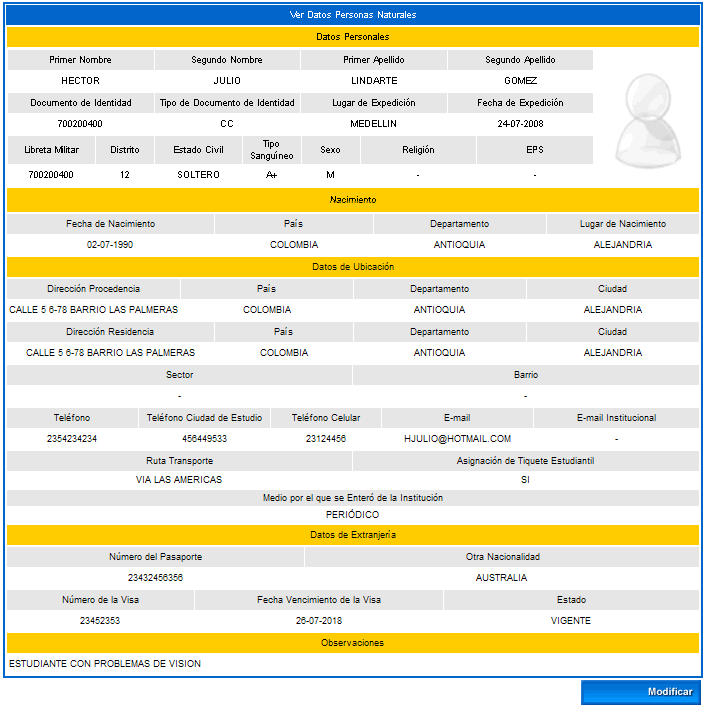 Ver Datos Personas Naturales
Datos Personales
Primer Nombre Segundo Nombre Primer Apellido Segundo Apellido
HECTOR JULIO LINDARTE GOMEZ
Documento de Identidad Tipo de Documento de Identidad Lugar de Expedición Fecha de Expedición
700200400 CC MEDELLIN 24-07-2008
Libreta Militar Distrito Estado Civil Tipo Sanguíneo Sexo Religión EPS
700200400 12 SOLTERO A+ M - -
Nacimiento
Fecha de Nacimiento País Departamento Lugar de Nacimiento
02-07-1990 COLOMBIA ANTIOQUIA ALEJANDRIA
Datos de Ubicación
Dirección Procedencia País Departamento Ciudad
CALLE 5 6-78 BARRIO LAS PALMERAS COLOMBIA ANTIOQUIA ALEJANDRIA
Dirección Residencia País Departamento Ciudad
CALLE 5 6-78 BARRIO LAS PALMERAS COLOMBIA ANTIOQUIA ALEJANDRIA
Sector Barrio
- -
Teléfono Teléfono Ciudad de Estudio Teléfono Celular E-mail E-mail Institucional
2354234234 456449533 23124456 HJULIO@HOTMAIL.COM -
Ruta Transporte Asignación de Tiquete Estudiantil
VIA LAS AMERICAS SI
Medio por el que se Enteró de la Institución
PERIÓDICO
Datos de Extranjería
Número del Pasaporte Otra Nacionalidad
23432456356 AUSTRALIA
Número de la Visa Fecha Vencimiento de la Visa Estado
23452353 26-07-2018 VIGENTE
Observaciones
ESTUDIANTE CON PROBLEMAS DE VISION
Modificar